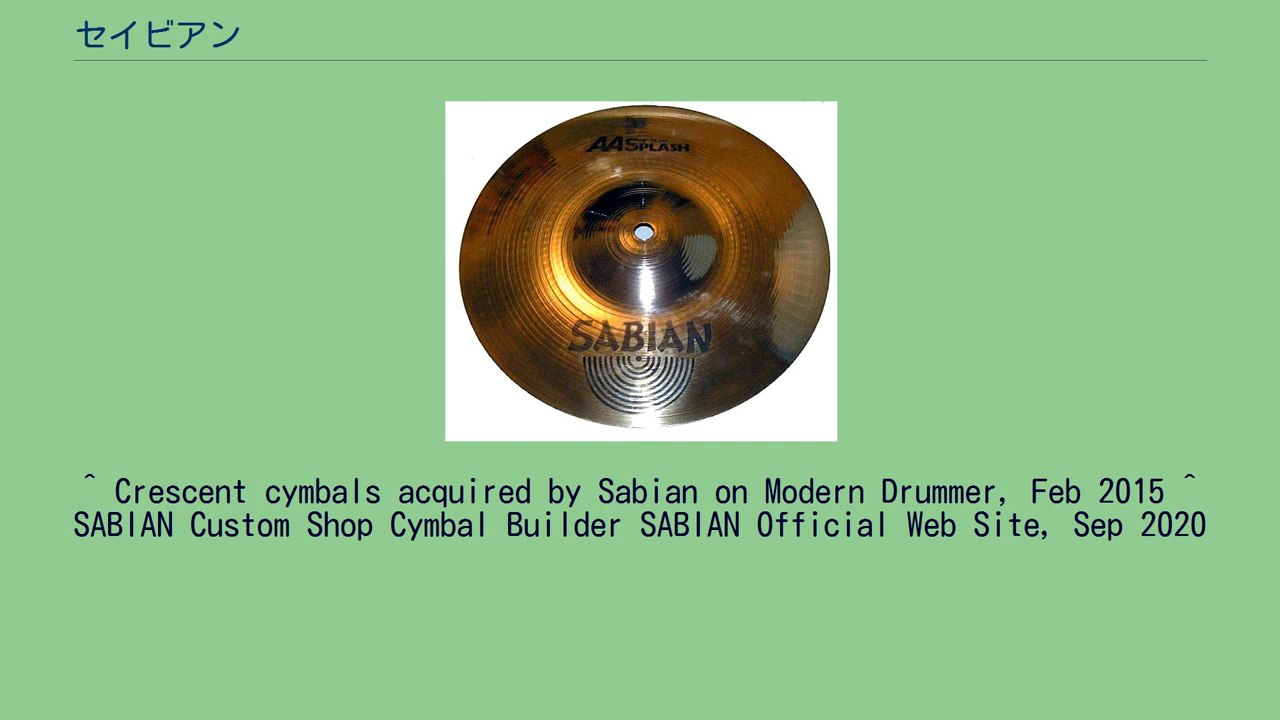 セイビアン
AA SPLASH
SABIAN
^ Crescent cymbals acquired by Sabian on Modern Drummer, Feb 2015 ^
SABIAN Custom Shop Cymbal Builder SABIAN Official Web Site, Sep 2020